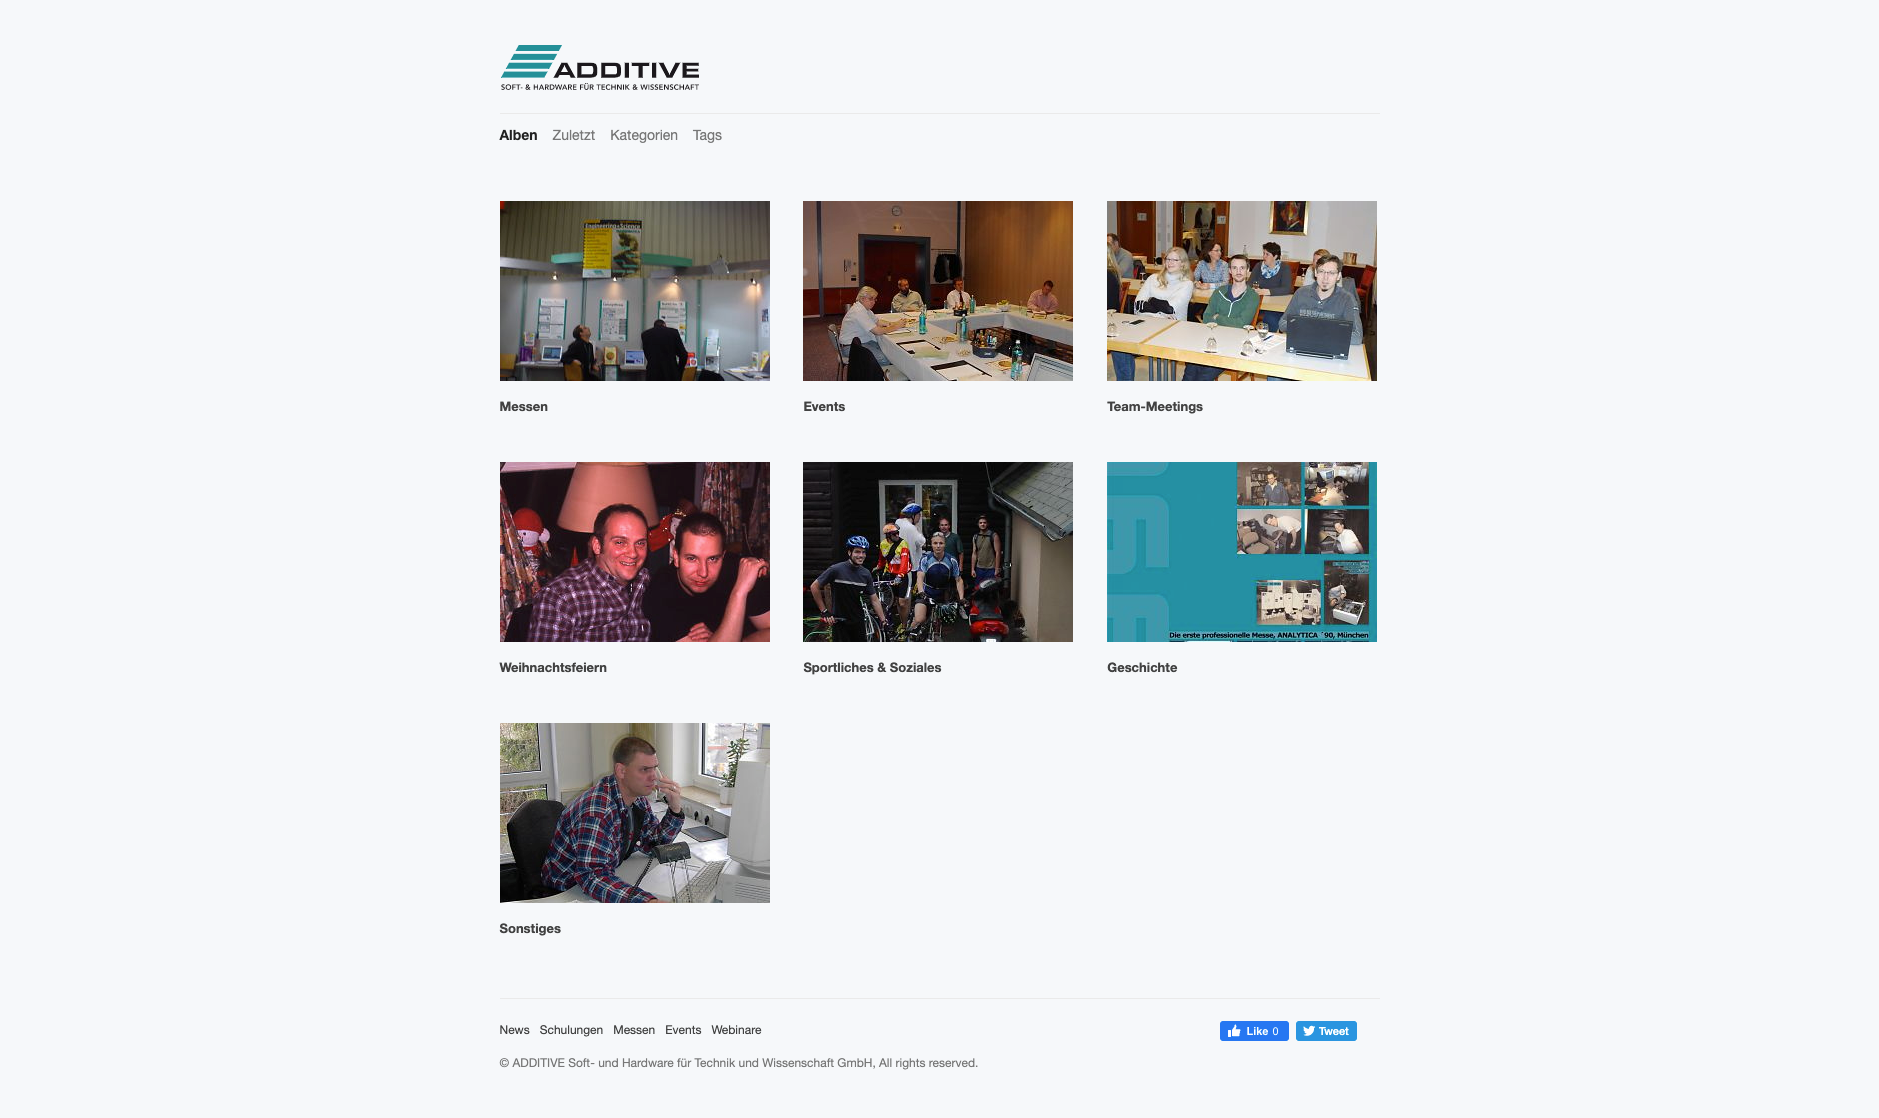 ADDITIVE
SOFT- & HARDWARE FÜR TECHNIK & WISSENSCHAFT
Alben Zuletzt Kategorien Tags
Engineering+Science
Messen
Events
Team-Meetings
Die erste professionelle Messe, ANALYTICA ´90, München
Weihnachtsfeiern
Sportliches & Soziales
Geschichte
Sonstiges
News Schulungen Messen Events Webinare
Like 0
Tweet
© ADDITIVE Soft- und Hardware für Technik und Wissenschaft GmbH, All rights reserved.